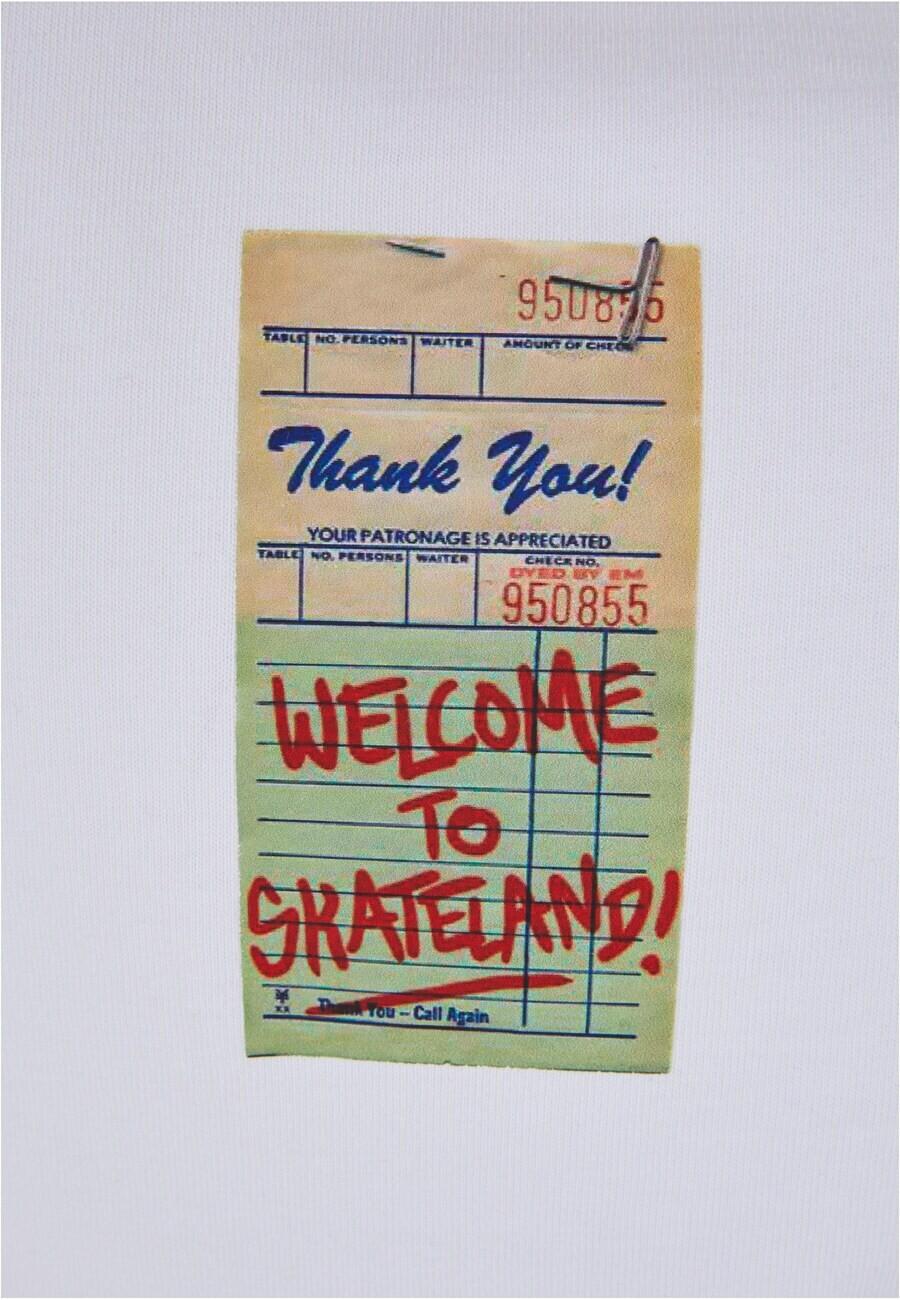 950855
TABLE NO. PERSONS WAITER AMOUNT OF CHECK
Thank You!
YOUR PATRONAGE IS APPRECIATED
TABLE NO. PERSONS WAITER CHECK NO.
DYED BY EM
950855
WELCOME
TO
SKATELAND!
XX
Thank You – Call Again